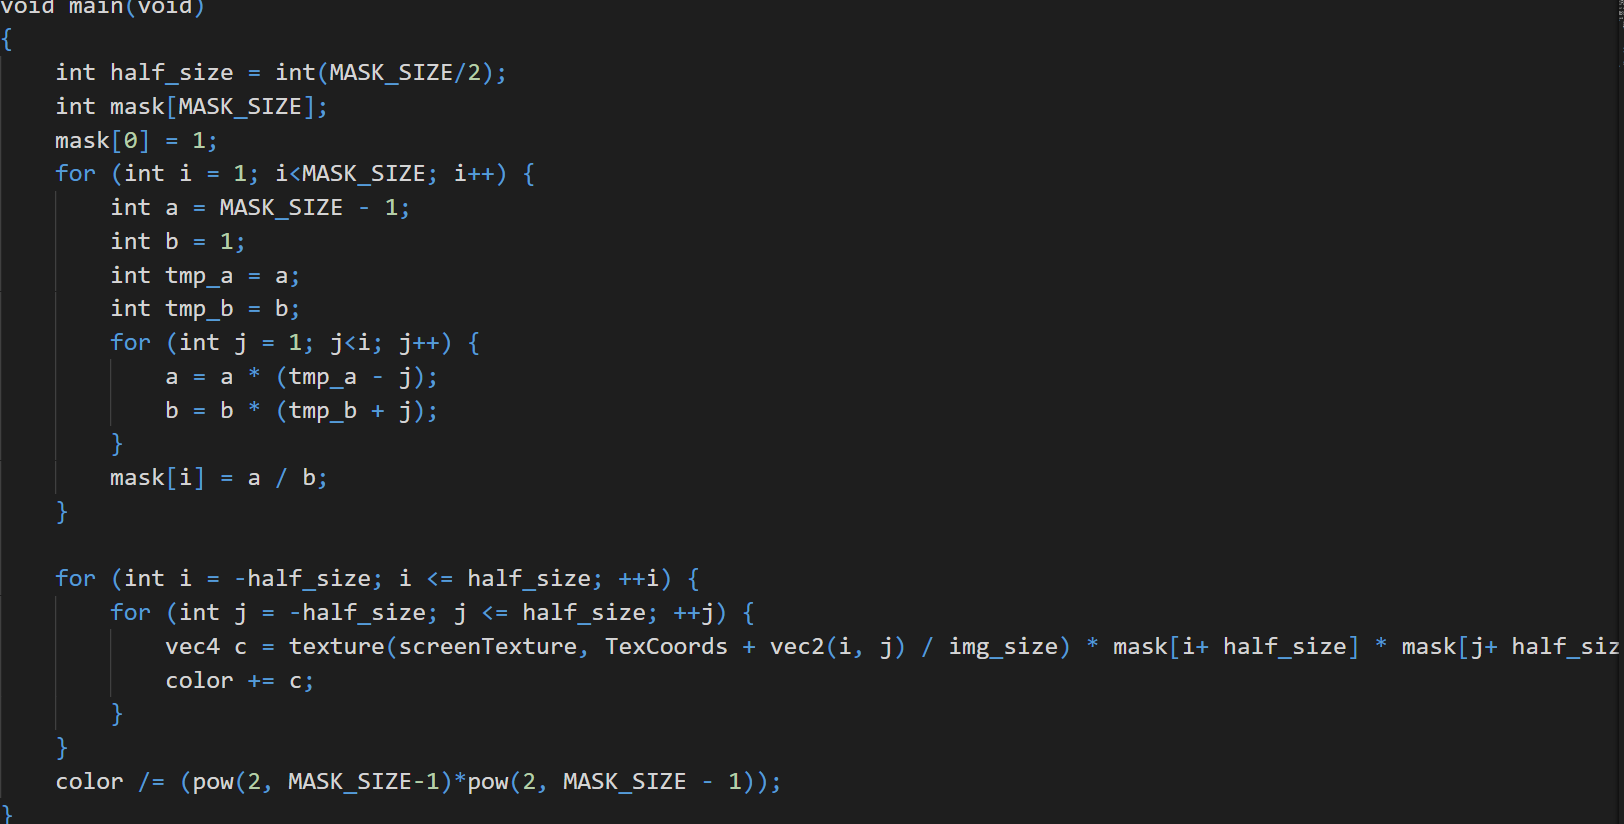 void main(void)
{
    int half_size = int(MASK_SIZE/2);
    int mask[MASK_SIZE];
    mask[0] = 1;
    for (int i = 1; i<MASK_SIZE; i++) {
        int a = MASK_SIZE - 1;
        int b = 1;
        int tmp_a = a;
        int tmp_b = b;
        for (int j = 1; j<i; j++) {
            a = a * (tmp_a - j);
            b = b * (tmp_b + j);
        }
        mask[i] = a / b;
    }

    for (int i = -half_size; i <= half_size; ++i) {
        for (int j = -half_size; j <= half_size; ++j) {
            vec4 c = texture(screenTexture, TexCoords + vec2(i, j) / img_size) * mask[i+ half_size] * mask[j+ half_siz
            color += c;
        }
    }
    color /= (pow(2, MASK_SIZE-1)*pow(2, MASK_SIZE - 1));
}